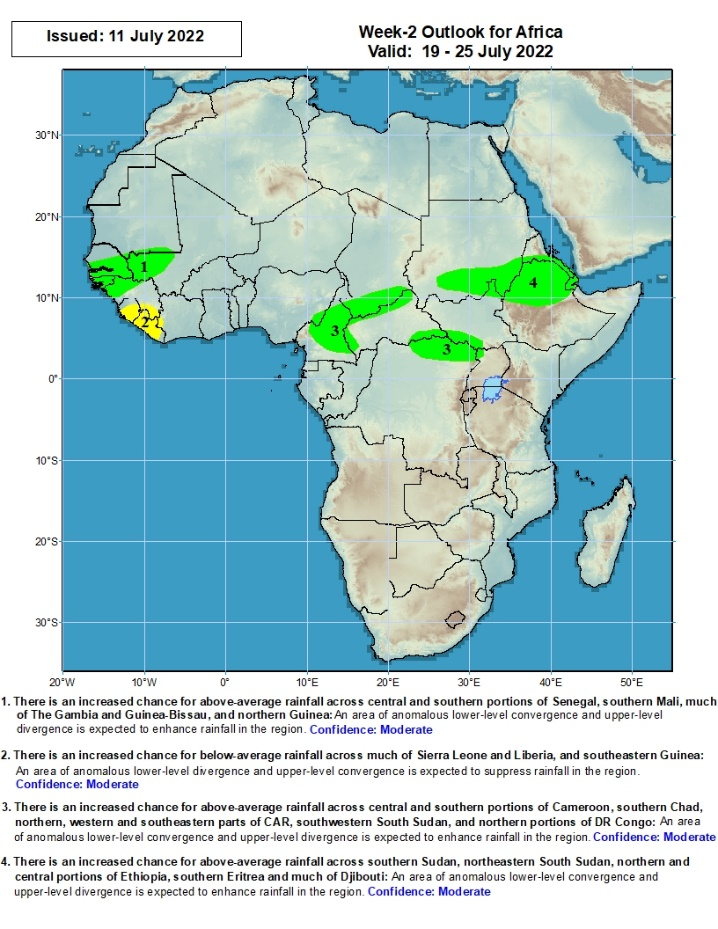 Issued: 11 July 2022
Week-2 Outlook for Africa
Valid: 19 - 25 July 2022
30°N
20°N
10°N
0°
10°S
20°S
30°S
1
2
3
3
4
20°W
10°W
0°
10°E
20°E
30°E
40°E
50°E
1. There is an increased chance for above-average rainfall across central and southern portions of Senegal, southern Mali, much
of The Gambia and Guinea-Bissau, and northern Guinea: An area of anomalous lower-level convergence and upper-level
divergence is expected to enhance rainfall in the region. Confidence: Moderate
2. There is an increased chance for below-average rainfall across much of Sierra Leone and Liberia, and southeastern Guinea:
An area of anomalous lower-level divergence and upper-level convergence is expected to suppress rainfall in the region.
Confidence: Moderate
3. There is an increased chance for above-average rainfall across central and southern portions of Cameroon, southern Chad,
northern, western and southeastern parts of CAR, southwestern South Sudan, and northern portions of DR Congo: An area
of anomalous lower-level convergence and upper-level divergence is expected to enhance rainfall in the region. Confidence: Moderate
4. There is an increased chance for above-average rainfall across southern Sudan, northeastern South Sudan, northern and
central portions of Ethiopia, southern Eritrea and much of Djibouti: An area of anomalous lower-level convergence and
upper-level divergence is expected to enhance rainfall in the region. Confidence: Moderate